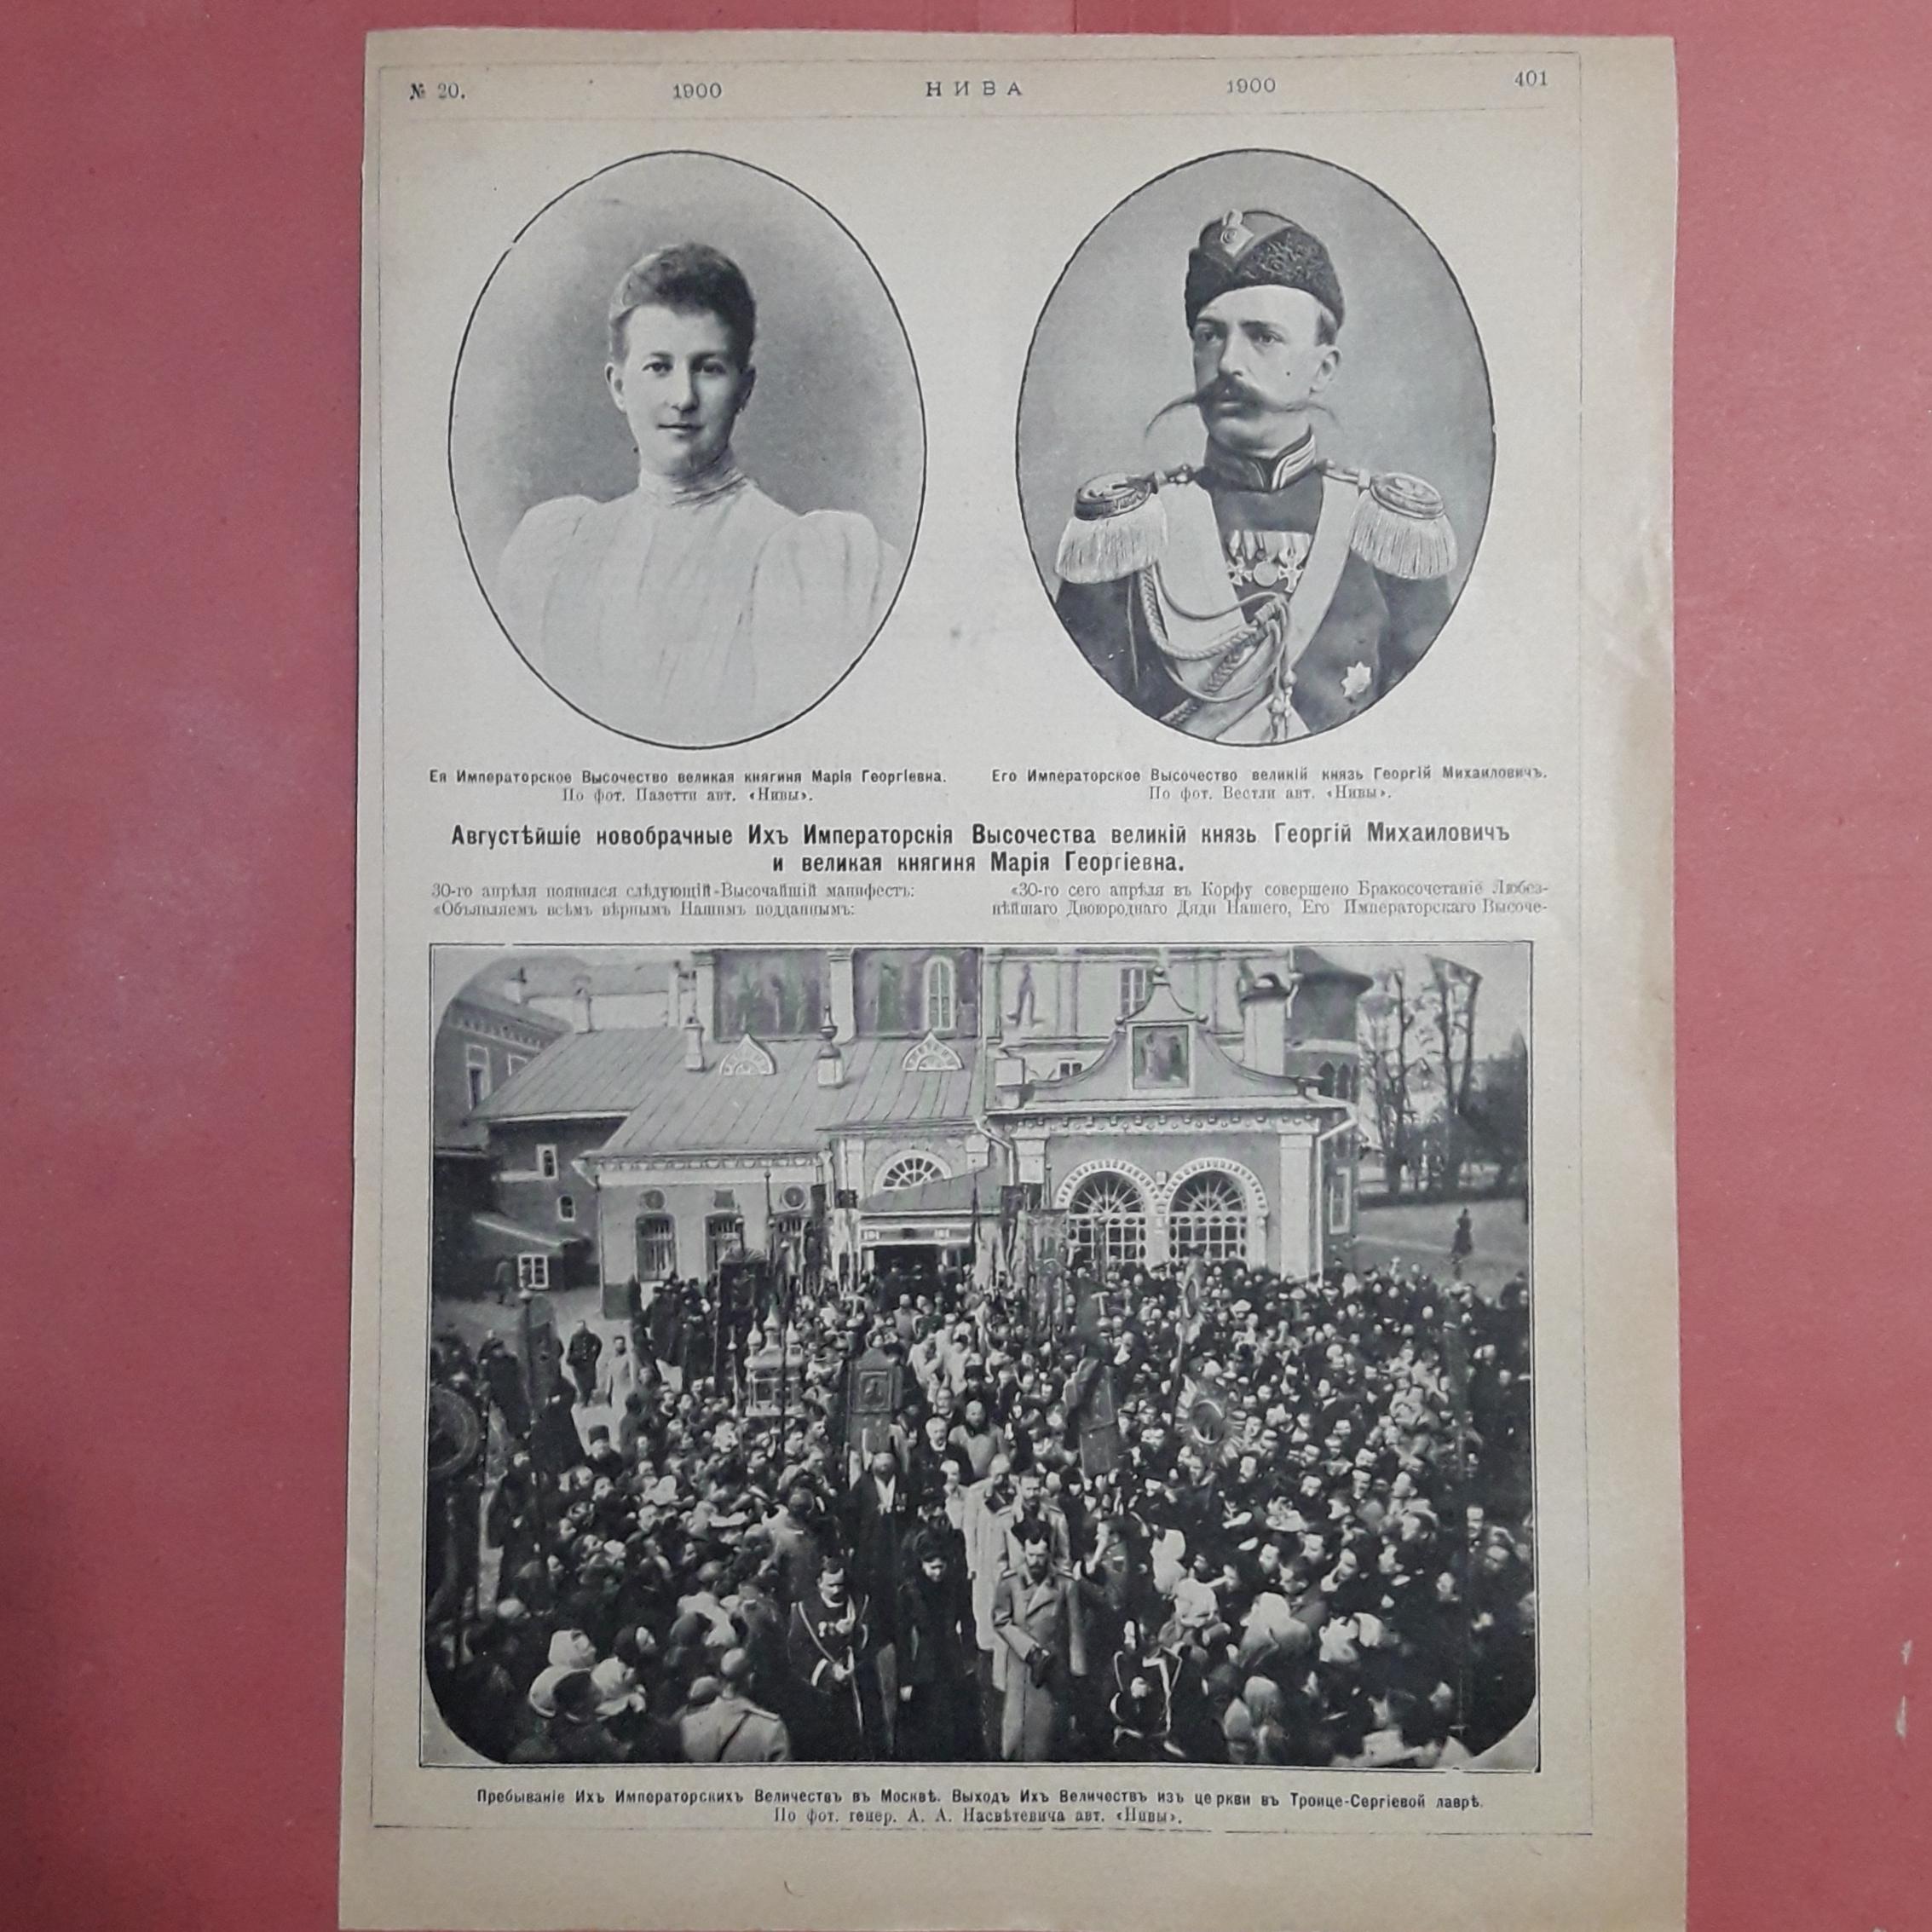 № 20.
1900
НИВА
1900
401
Ея Императорское Высочество великая княгиня Марія Георгіевна.
По фот. Пазетти авт. «Нивы».
Его Императорское Высочество великій князь Георгій Михаиловичъ.
По фот. Вестли авт. «Нивы».
Августѣйшіе новобрачные Ихъ Императорскія Высочества великій князь Георгій Михаиловичъ
и великая княгиня Марія Георгіевна.
30-го апрѣля появился слѣдующій Высочайшій манифестъ:
«Объявляемъ всѣмъ вѣрнымъ Нашимъ подданнымъ:
«30-го сего апрѣля въ Корфу совершено Бракосочетаніе Любез-
нѣйшаго Двоюроднаго Дяди Нашего, Его Императорскаго Высоче-
Пребываніе Ихъ Императорскихъ Величествъ въ Москвѣ. Выходъ Ихъ Величествъ изъ церкви въ Троице-Сергіевой лаврѣ.
По фот. генер. А. А. Насвѣтевича авт. «Нивы».